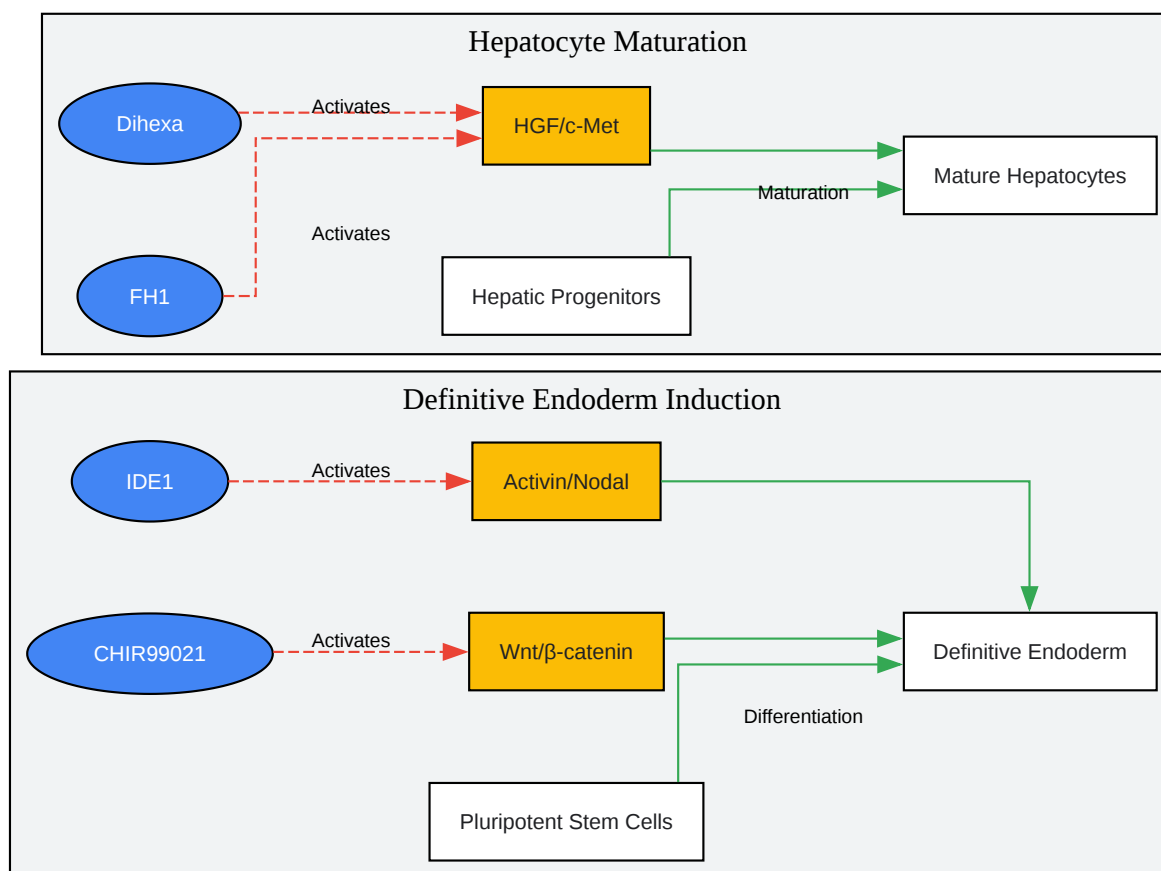 Hepatocyte Maturation
Dihexa
Activates
HGF/c-Met
Mature Hepatocytes
Maturation
Activates
FH1
Hepatic Progenitors
Definitive Endoderm Induction
IDE1
Activates
Activin/Nodal
CHIR99021
Activates
Wnt/β-catenin
Definitive Endoderm
Differentiation
Pluripotent Stem Cells